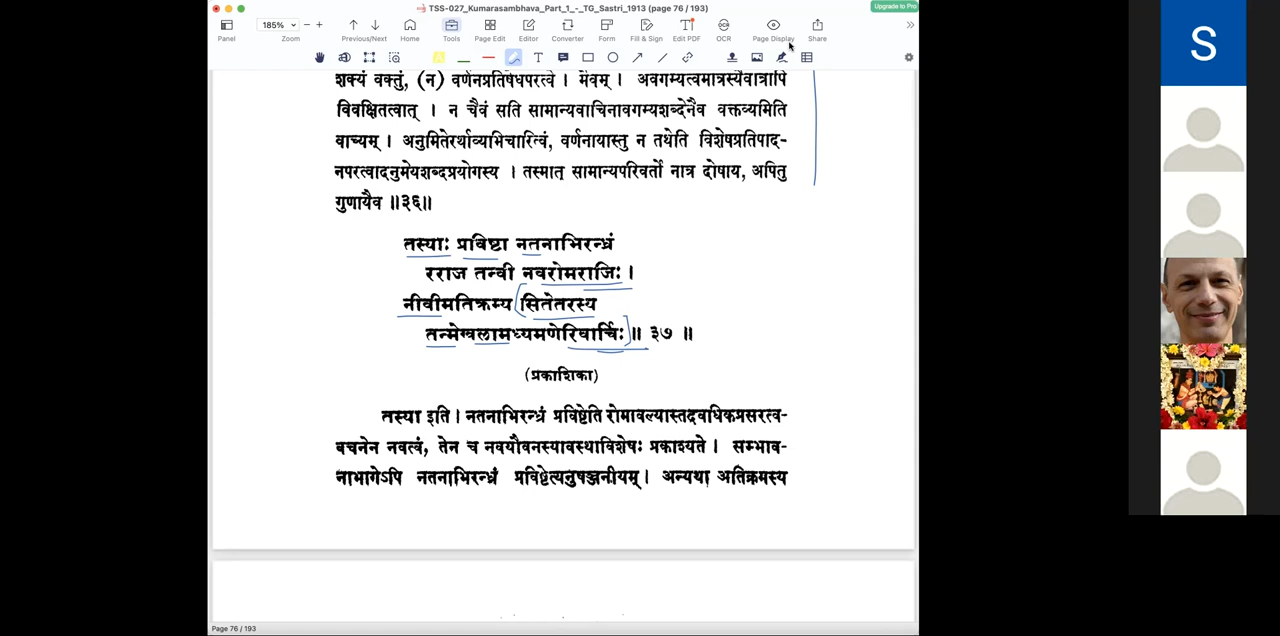 TSS-027_Kumarasambhava_Part_1_-_TG_Sastri_1913 (page 76 / 193)
Upgrade to Pro
185%
Panel Zoom Previous/Next Home Tools Page Edit Converter Form Fill & Sign Edit PDF OCR Page Display Share
शक्यं वक्तुं, (न) वर्णनप्रतिषेधपरत्वे । मैवम् । अवगम्यत्वमात्रस्यैवात्रापि
विवक्षितत्वात् । न चैवं सति सामान्यवाचिनावगम्यशब्देनैव वक्तव्यमिति
वाच्यम् । अनुमितेरर्थाव्यभिचारित्वं, वर्णनायास्तु न तथेति विशेषप्रतिपाद-
नपरत्वादनुमेयशब्दप्रयोगस्य । तस्मात् सामान्यपरिवर्तो नात्र दोषाय, अपितु
गुणायैव ॥३६॥
तस्याः प्रविष्टा नतनाभिरन्ध्रं
रराज तन्वी नवरोमराजिः ।
नीवीमतिक्रम्य सितेतरस्य
तन्मेखलामध्यमणेरिवार्चिः ॥ ३७ ॥
(प्रकाशिका)
तस्या इति । नतनाभिरन्ध्रं प्रविष्टेति रोमावल्यास्तदवाधिकप्रसरत्व-
वचनेन नवत्वं, तेन च नवयौवनस्यावस्थाविशेषः प्रकाश्यते । सम्भाव-
नाभागेऽपि नतनाभिरन्ध्रं प्रविष्टेत्यनुषञ्जनीयम् । अन्यथा अतिक्रमस्य
Page 76 / 193
S